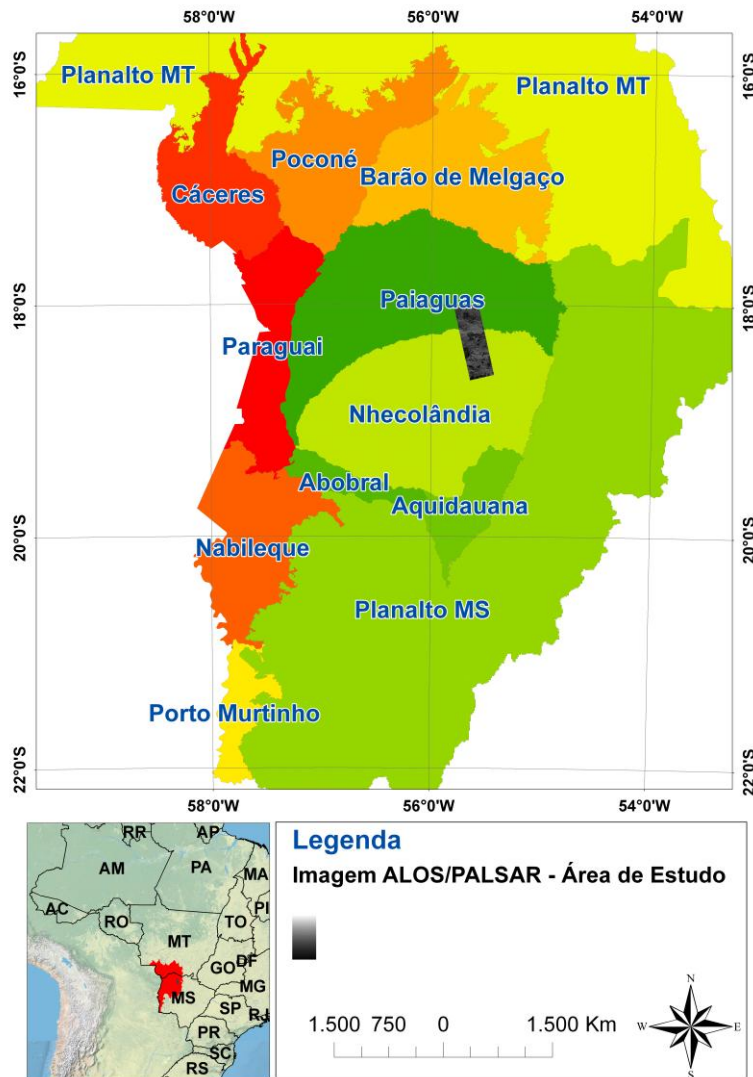 58°0'W 56°0'W 54°0'W
16°0'S 16°0'S
Planalto MT Planalto MT
Poconé
Barão de Melgaço
Cáceres
Paiaguas
18°0'S 18°0'S
Paraguai
Nhecolândia
Abobral
Aquidauana
20°0'S 20°0'S
Nabileque
Planalto MS
Porto Murtinho
22°0'S 22°0'S
58°0'W 56°0'W 54°0'W
RR AP
AM PA MA
AC RO TO PI
MT
GO DF
MS MG
SP RJ
PR
SC
RS
Legenda
Imagem ALOS/PALSAR - Área de Estudo
1.500 750 0 1.500 Km
N
W E
S